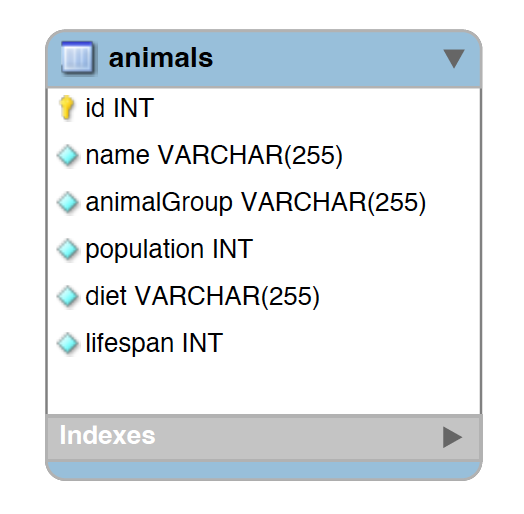 animals
id INT
name VARCHAR(255)
animalGroup VARCHAR(255)
population INT
diet VARCHAR(255)
lifespan INT
Indexes